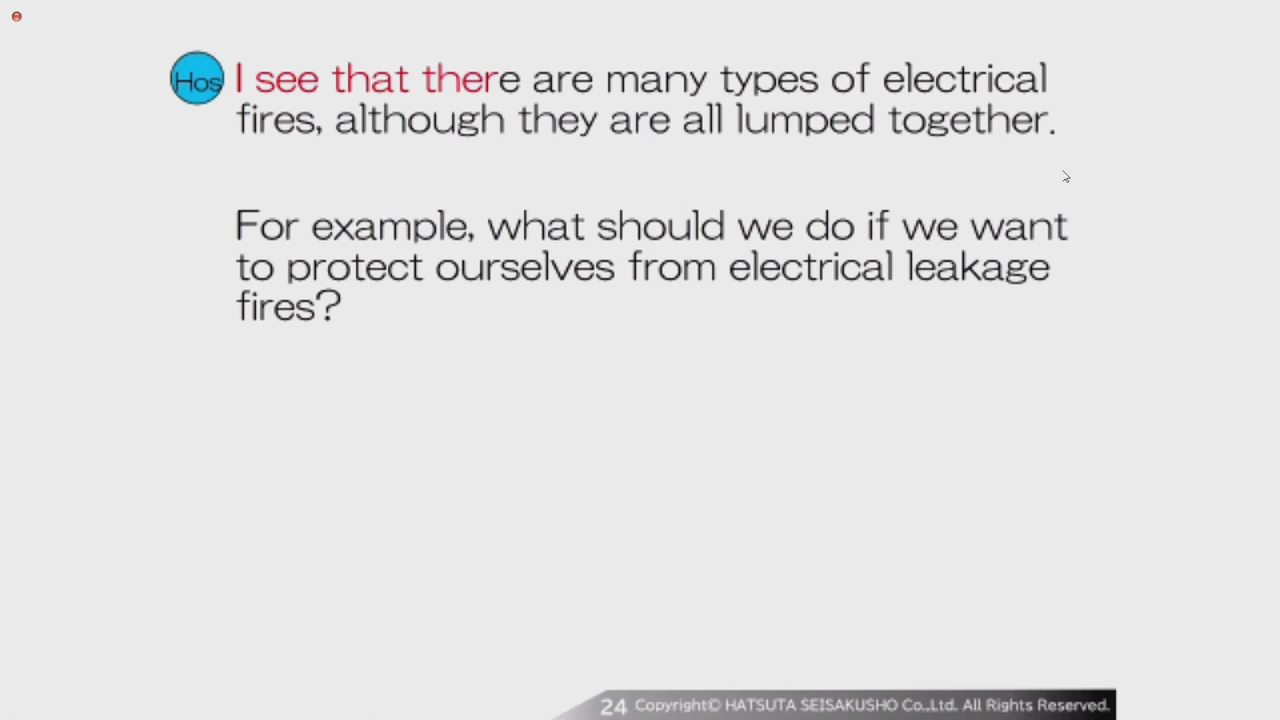 Hos I see that there are many types of electrical
fires, although they are all lumped together.
For example, what should we do if we want
to protect ourselves from electrical leakage
fires?
24 Copyright© HATSUTA SEISAKUSHO Co.,Ltd. All Rights Reserved.